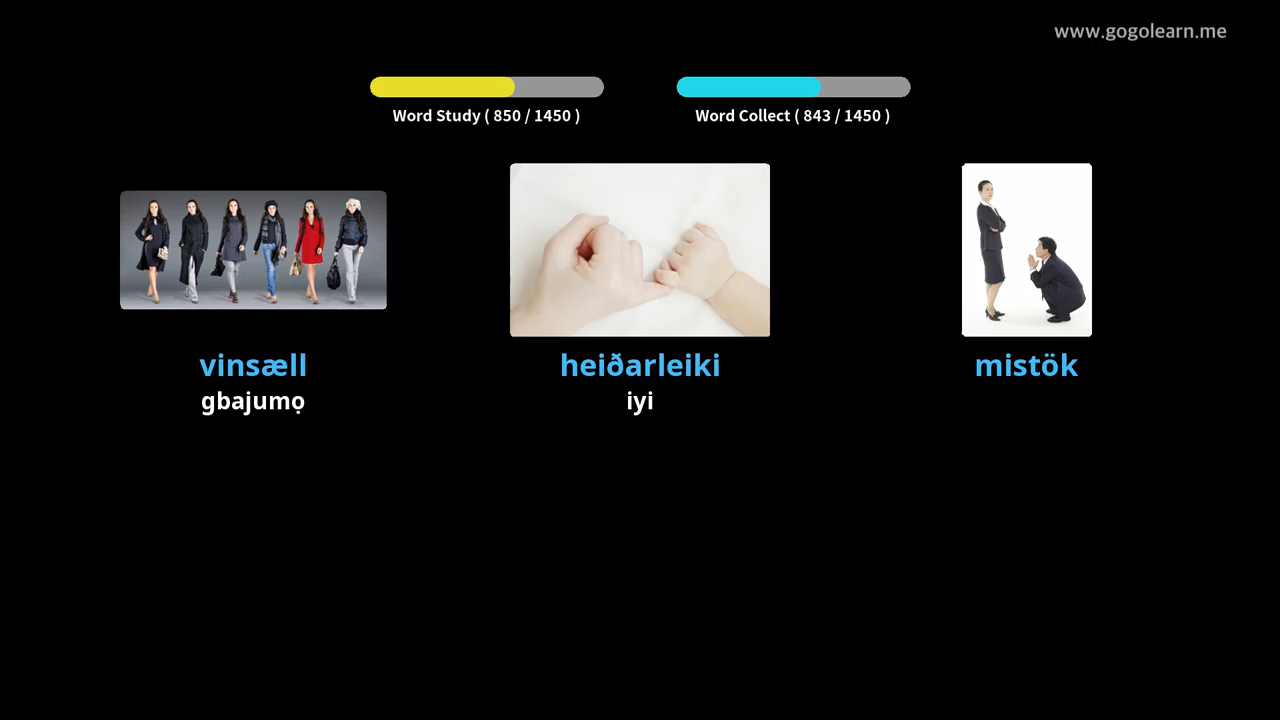 www.gogolearn.me
Word Study ( 850 / 1450 )
Word Collect ( 843 / 1450 )
vinsæll
heiðarleiki
mistök
gbajumọ
iyi